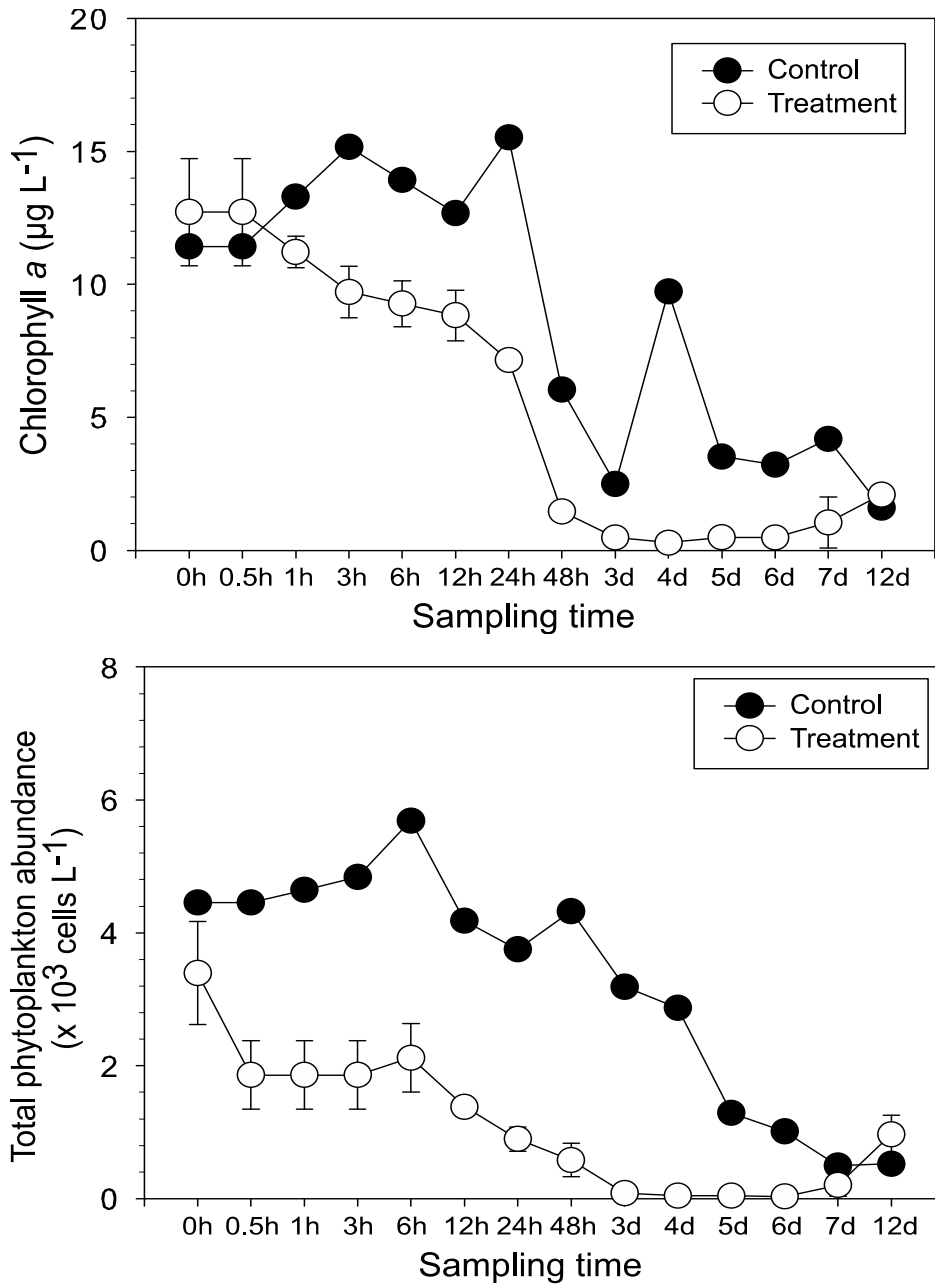 20
15
10
5
0
Chlorophyll a (µg L-1)
Control
Treatment
0h 0.5h 1h 3h 6h 12h 24h 48h 3d 4d 5d 6d 7d 12d
Sampling time
8
6
4
2
0
Total phytoplankton abundance
(x 10³ cells L-1)
Control
Treatment
0h 0.5h 1h 3h 6h 12h 24h 48h 3d 4d 5d 6d 7d 12d
Sampling time